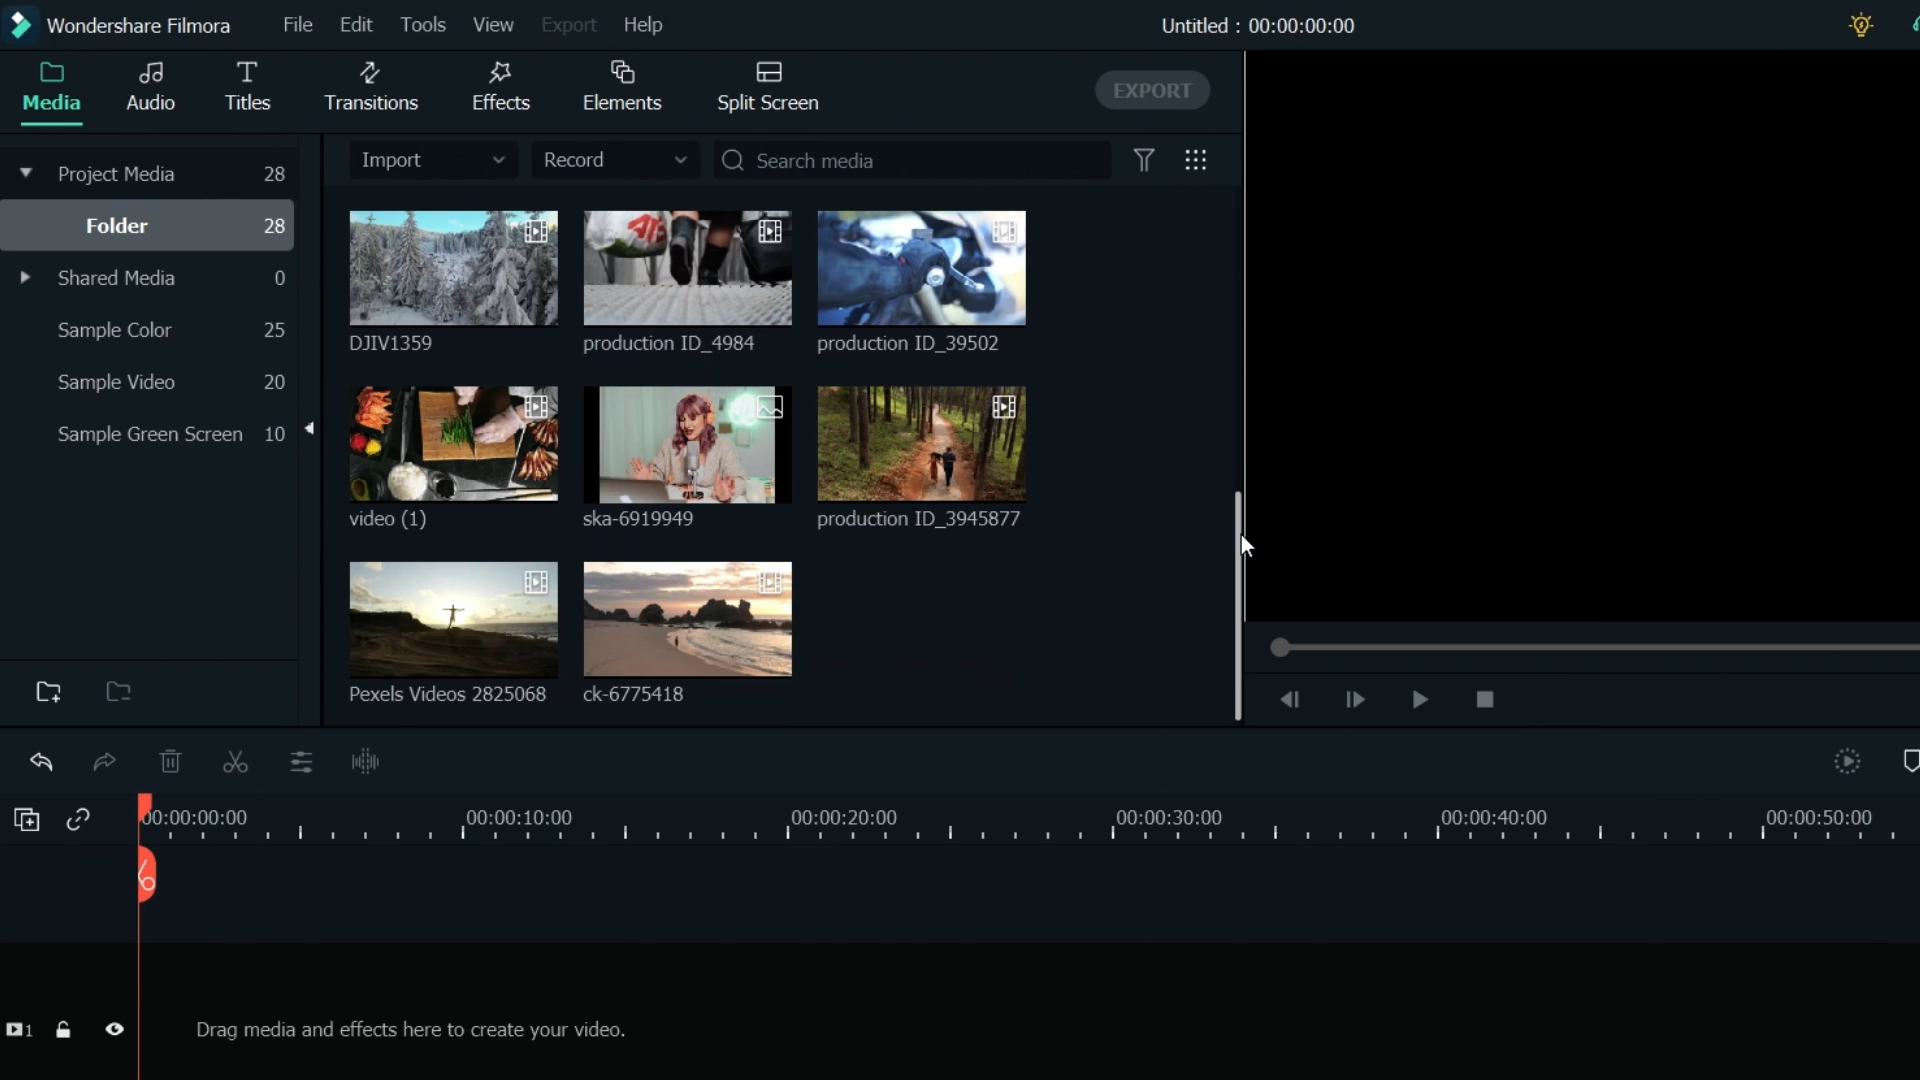 Wondershare Filmora
File Edit Tools View Export Help
Untitled : 00:00:00:00
Media Audio Titles Transitions Effects Elements Split Screen
EXPORT
Import Record Search media
Project Media 28
Folder 28
Shared Media 0
Sample Color 25
Sample Video 20
Sample Green Screen 10
DJIV1359 production ID_4984 production ID_39502
video (1) ska-6919949 production ID_3945877
Pexels Videos 2825068 ck-6775418
00:00:00:00 00:00:10:00 00:00:20:00 00:00:30:00 00:00:40:00 00:00:50:00
1
Drag media and effects here to create your video.